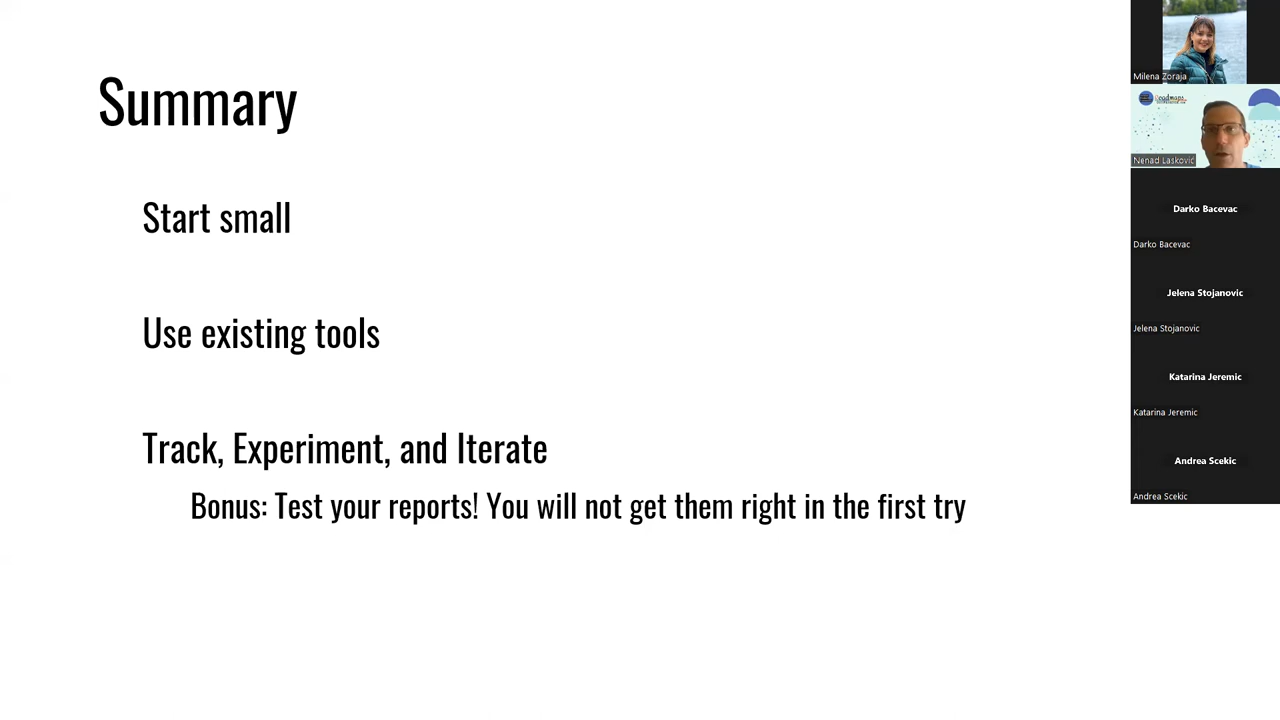 Summary
Start small
Use existing tools
Track, Experiment, and Iterate
Bonus: Test your reports! You will not get them right in the first try
Milena Zoraja
Nenad Lasković
Darko Bacevac
Darko Bacevac
Jelena Stojanovic
Jelena Stojanovic
Katarina Jeremic
Katarina Jeremic
Andrea Scekic
Andrea Scekic